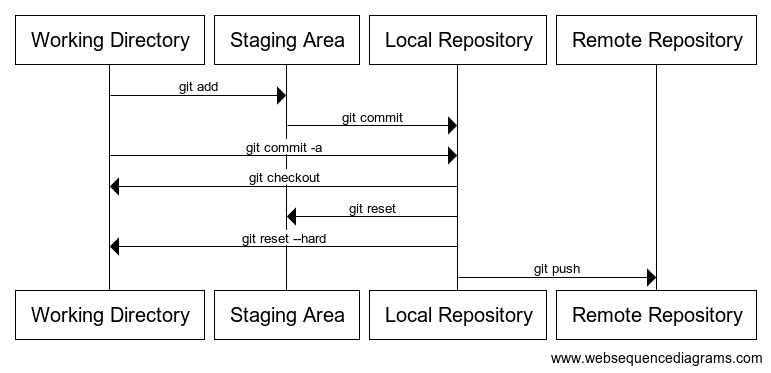 Working Directory
Staging Area
Local Repository
Remote Repository
git add
git commit
git commit -a
git checkout
git reset
git reset --hard
git push
Working Directory
Staging Area
Local Repository
Remote Repository
www.websequencediagrams.com